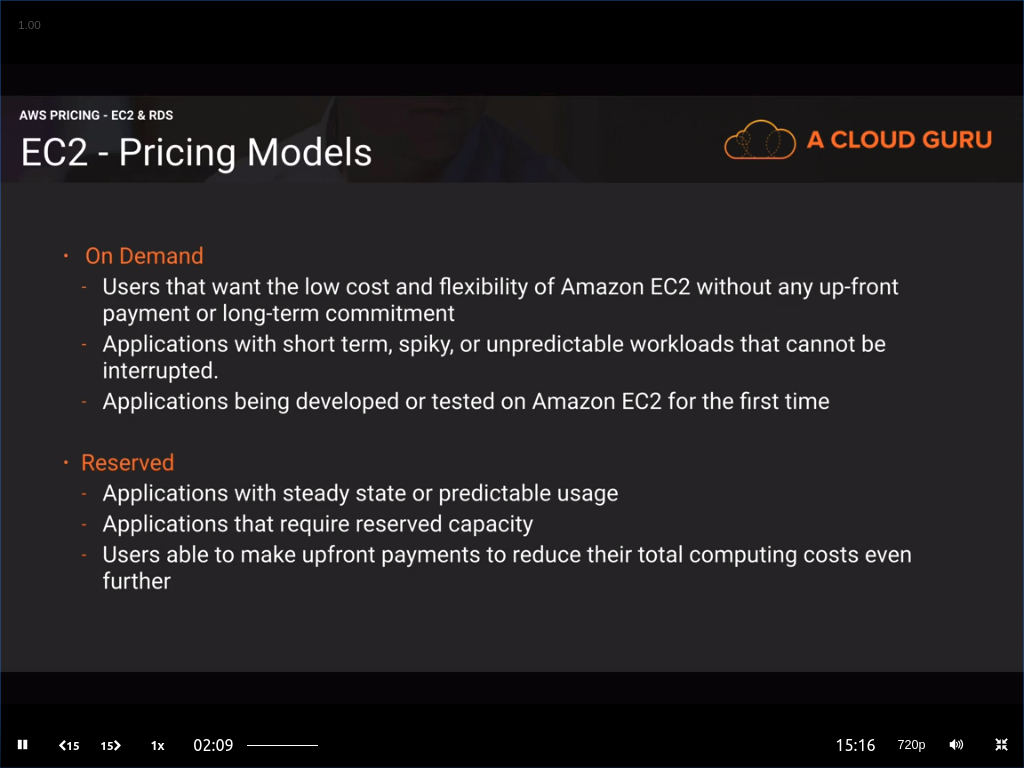 1.00
AWS PRICING - EC2 & RDS
EC2 - Pricing Models
A CLOUD GURU
· On Demand
- Users that want the low cost and flexibility of Amazon EC2 without any up-front
payment or long-term commitment
- Applications with short term, spiky, or unpredictable workloads that cannot be
interrupted.
- Applications being developed or tested on Amazon EC2 for the first time
· Reserved
- Applications with steady state or predictable usage
- Applications that require reserved capacity
- Users able to make upfront payments to reduce their total computing costs even
further
15 15 1x 02:09 15:16 720p